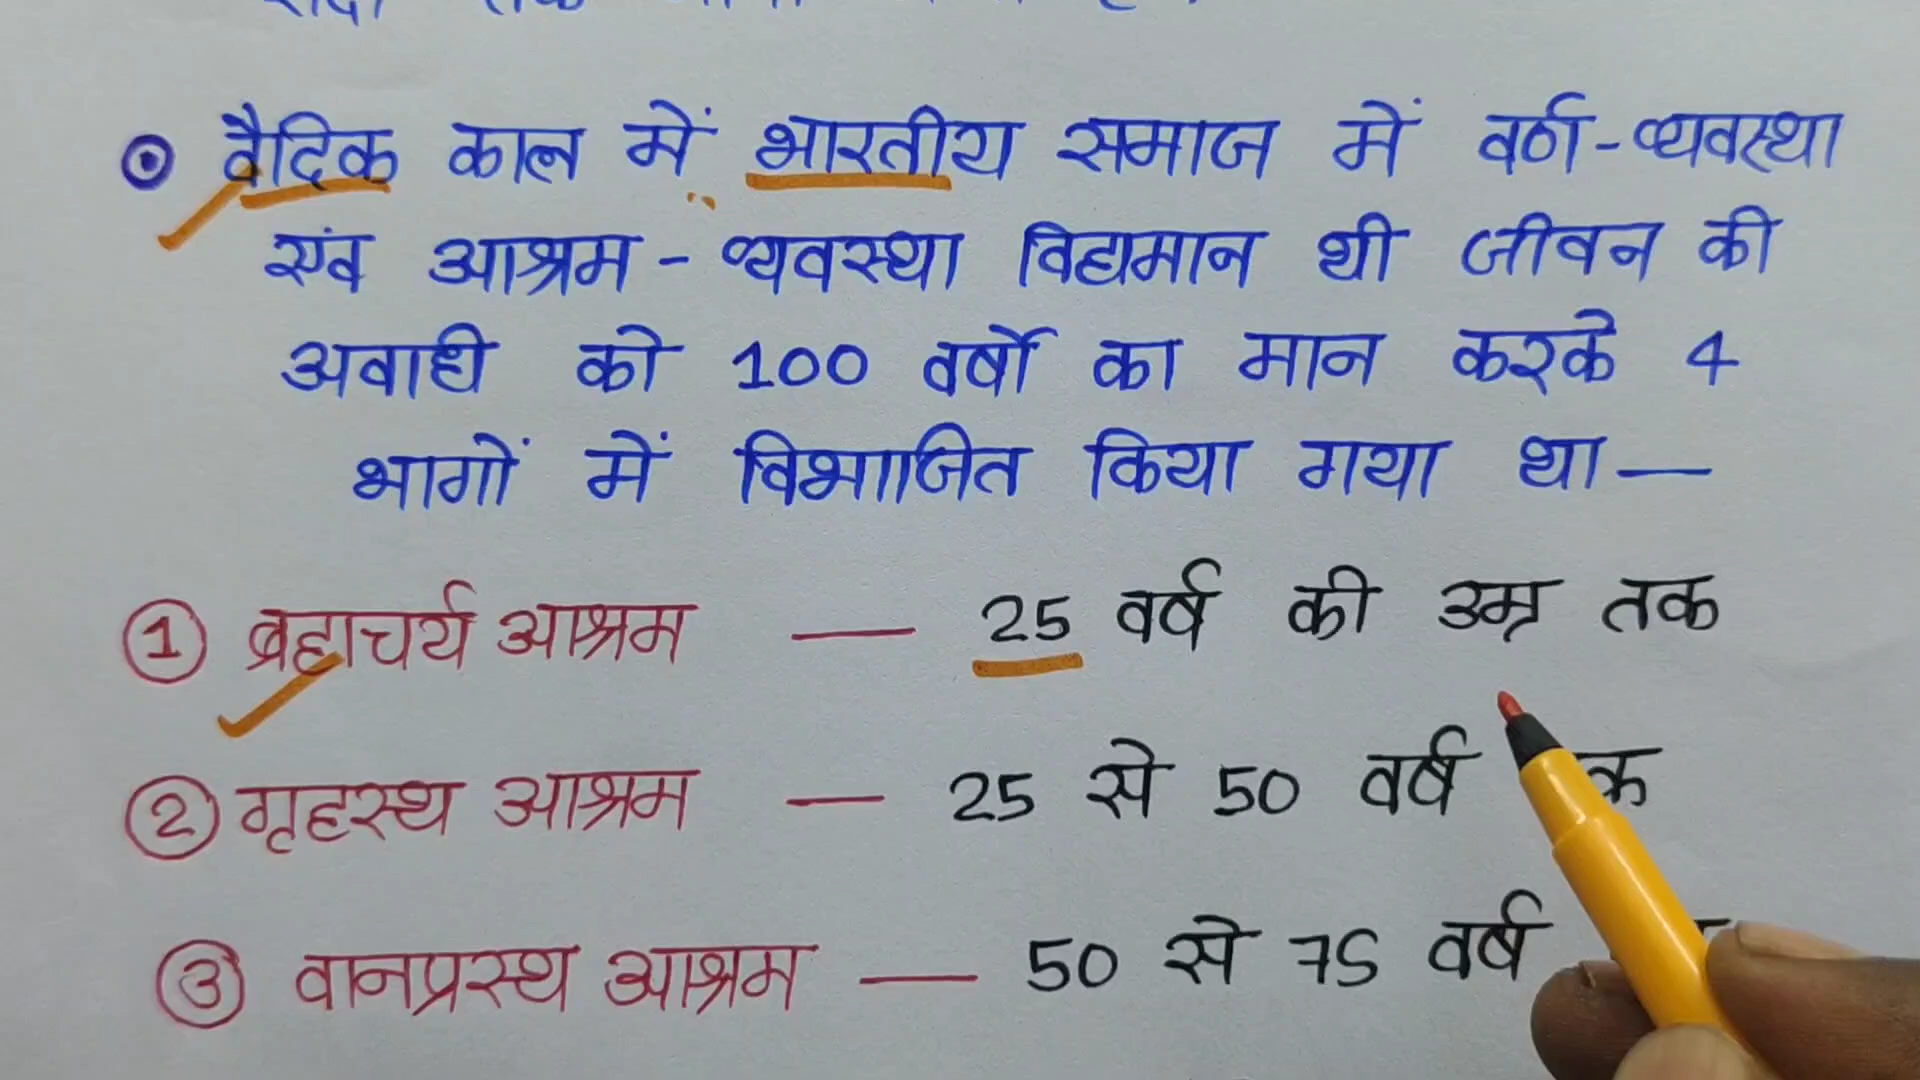 वैदिक काल में भारतीय समाज में वर्ण-व्यवस्था
एंव आश्रम-व्यवस्था विद्यमान थी जीवन की
अवाधी को 100 वर्षो का मान करके 4
भागों में विभाजित किया गया था—
① ब्रह्मचर्य आश्रम — 25 वर्ष की उम्र तक
② गृहस्थ आश्रम — 25 से 50 वर्ष
③ वानप्रस्थ आश्रम — 50 से 75 वर्ष